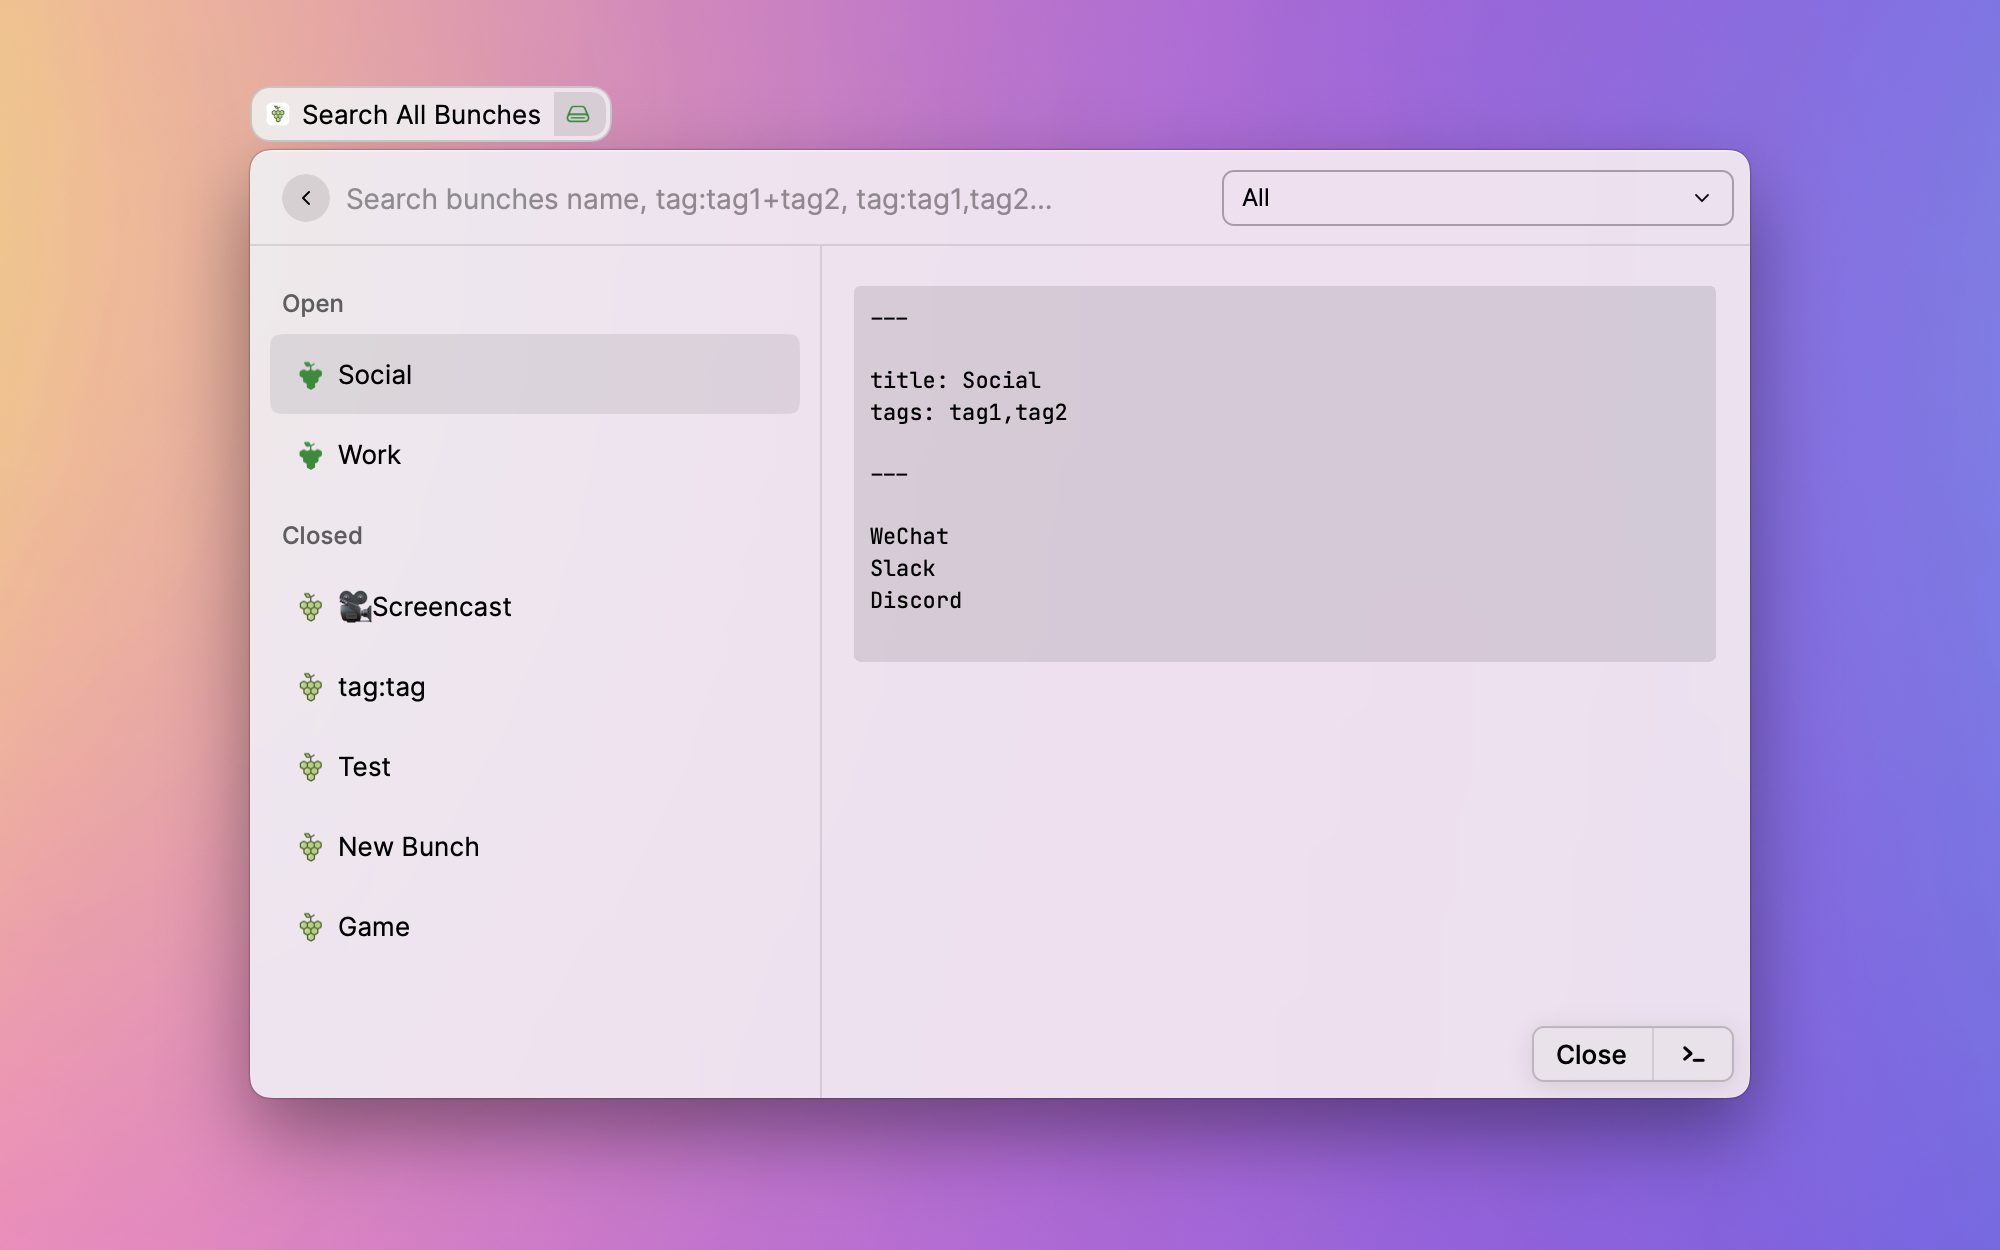 Search All Bunches
Search bunches name, tag:tag1+tag2, tag:tag1,tag2...
All
Open
Social
Work
Closed
🎥Screencast
tag:tag
Test
New Bunch
Game
---
title: Social
tags: tag1,tag2
---
WeChat
Slack
Discord
Close
>_